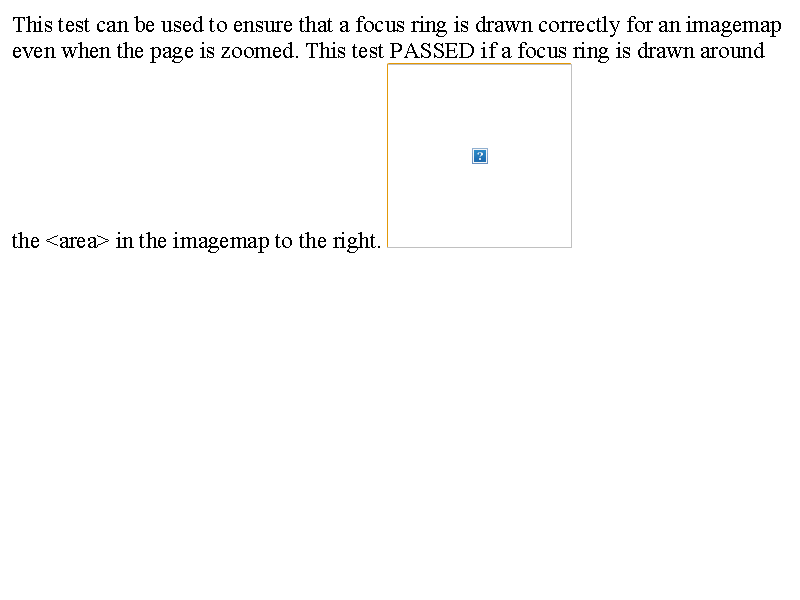 This test can be used to ensure that a focus ring is drawn correctly for an imagemap
even when the page is zoomed. This test PASSED if a focus ring is drawn around
?
the <area> in the imagemap to the right.